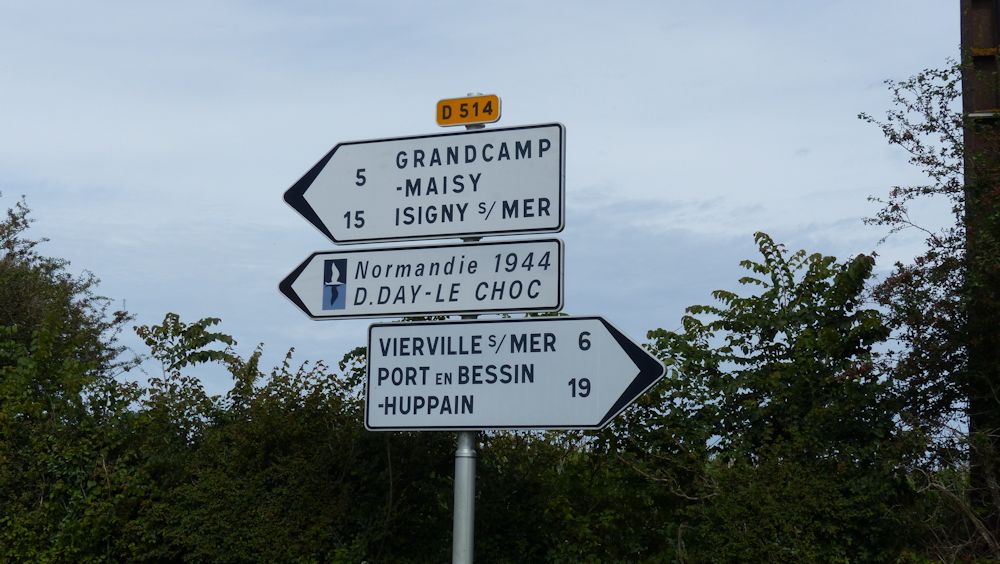 D 514
5 GRANDCAMP
-MAISY
15 ISIGNY S/MER
Normandie 1944
D.DAY-LE CHOC
VIERVILLE S/MER 6
PORT EN BESSIN
-HUPPAIN 19